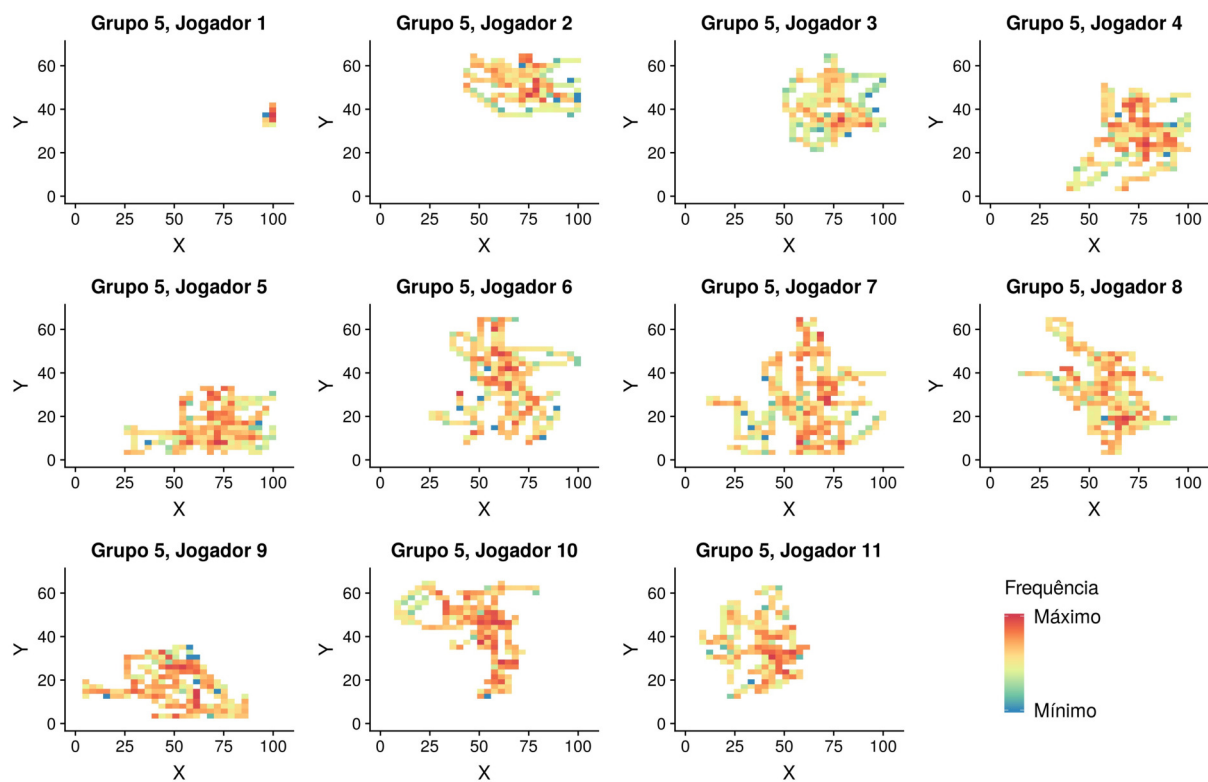 Grupo 5, Jogador 1
Grupo 5, Jogador 2
Grupo 5, Jogador 3
Grupo 5, Jogador 4
60
40
20
0
Y
0 25 50 75 100
X
60
40
20
0
Y
0 25 50 75 100
X
60
40
20
0
Y
0 25 50 75 100
X
60
40
20
0
Y
0 25 50 75 100
X
Grupo 5, Jogador 5
Grupo 5, Jogador 6
Grupo 5, Jogador 7
Grupo 5, Jogador 8
60
40
20
0
Y
0 25 50 75 100
X
60
40
20
0
Y
0 25 50 75 100
X
60
40
20
0
Y
0 25 50 75 100
X
60
40
20
0
Y
0 25 50 75 100
X
Grupo 5, Jogador 9
Grupo 5, Jogador 10
Grupo 5, Jogador 11
60
40
20
0
Y
0 25 50 75 100
X
60
40
20
0
Y
0 25 50 75 100
X
60
40
20
0
Y
0 25 50 75 100
X
Frequência
Máximo
Mínimo